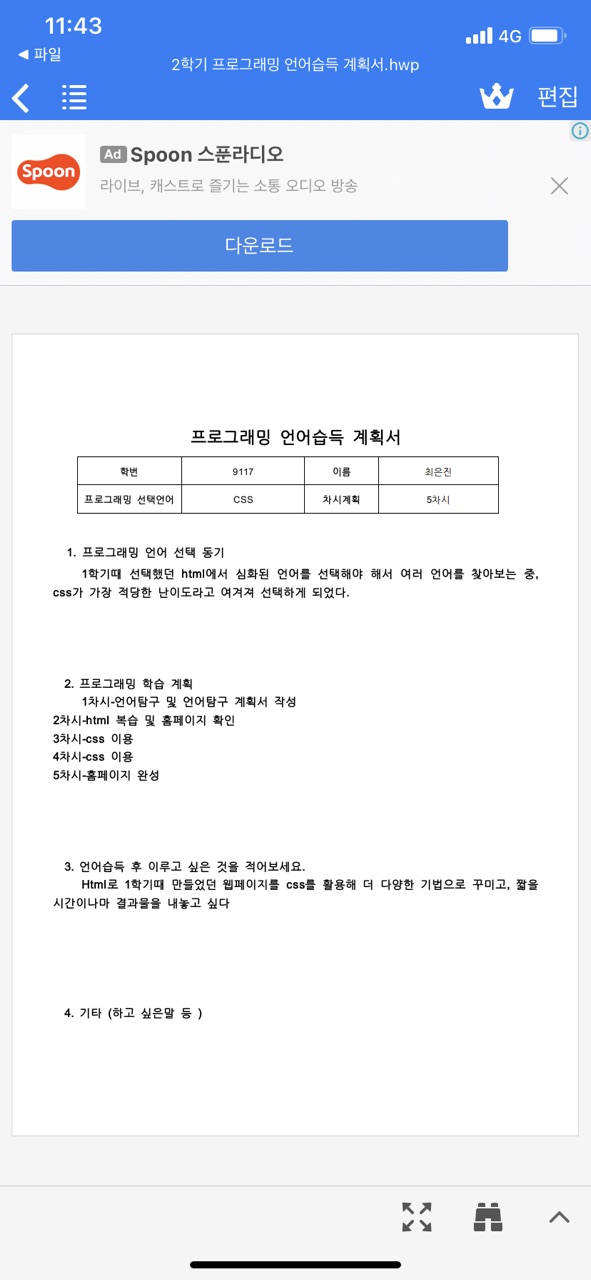 11:43
4G
◀ 파일
2학기 프로그래밍 언어습득 계획서.hwp
편집
Spoon
Ad Spoon 스푼라디오
라이브, 캐스트로 즐기는 소통 오디오 방송
다운로드
프로그래밍 언어습득 계획서
학번 9117 이름 최은진
프로그래밍 선택언어 CSS 차시계획 5차시
1. 프로그래밍 언어 선택 동기
1학기때 선택했던 html에서 심화된 언어를 선택해야 해서 여러 언어를 찾아보는 중,
css가 가장 적당한 난이도라고 여겨져 선택하게 되었다.
2. 프로그래밍 학습 계획
1차시-언어탐구 및 언어탐구 계획서 작성
2차시-html 복습 및 홈페이지 확인
3차시-css 이용
4차시-css 이용
5차시-홈페이지 완성
3. 언어습득 후 이루고 싶은 것을 적어보세요.
Html로 1학기때 만들었던 웹페이지를 css를 활용해 더 다양한 기법으로 꾸미고, 짧을
시간이나마 결과물을 내놓고 싶다
4. 기타 (하고 싶은말 등 )